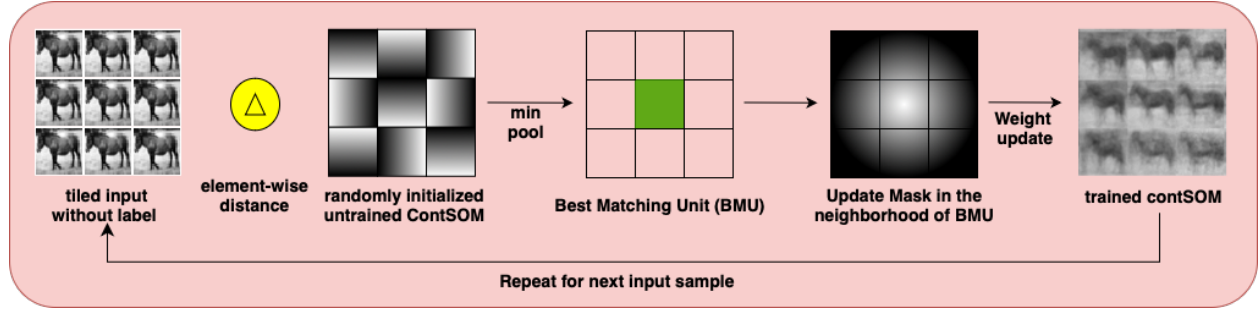 tiled input
without label
Δ
element-wise
distance
randomly initialized
untrained ContSOM
min
pool
Best Matching Unit (BMU)
Update Mask in the
neighborhood of BMU
Weight
update
trained contSOM
Repeat for next input sample